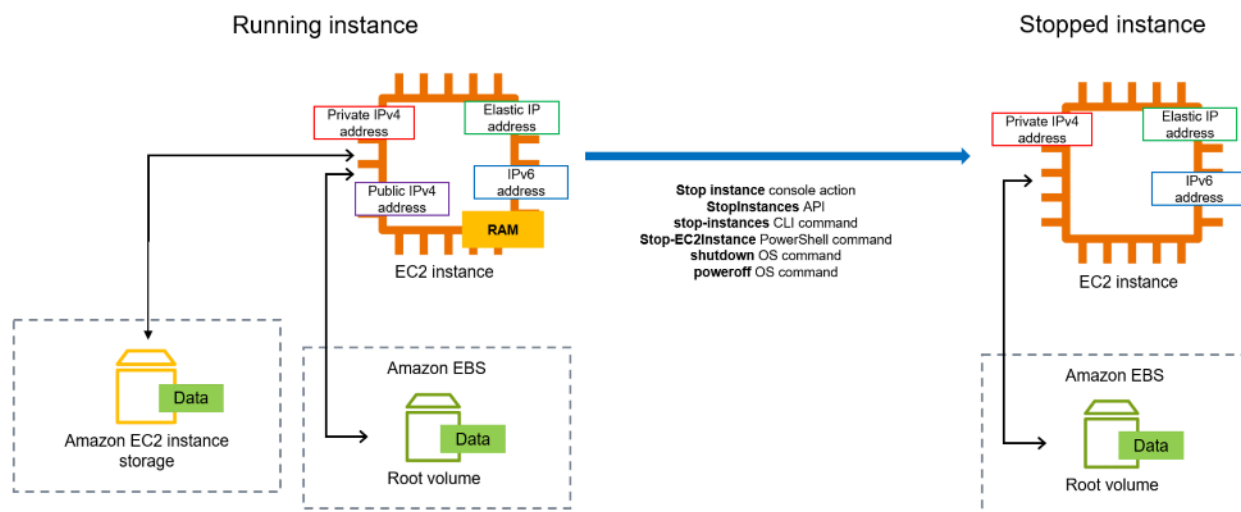 Running instance
Stopped instance
Private IPv4
address
Elastic IP
address
Public IPv4
address
IPv6
address
RAM
EC2 instance
Stop instance console action
StopInstances API
stop-instances CLI command
Stop-EC2Instance PowerShell command
shutdown OS command
poweroff OS command
Private IPv4
address
Elastic IP
address
IPv6
address
EC2 instance
Data
Amazon EC2 instance
storage
Amazon EBS
Data
Root volume
Amazon EBS
Data
Root volume